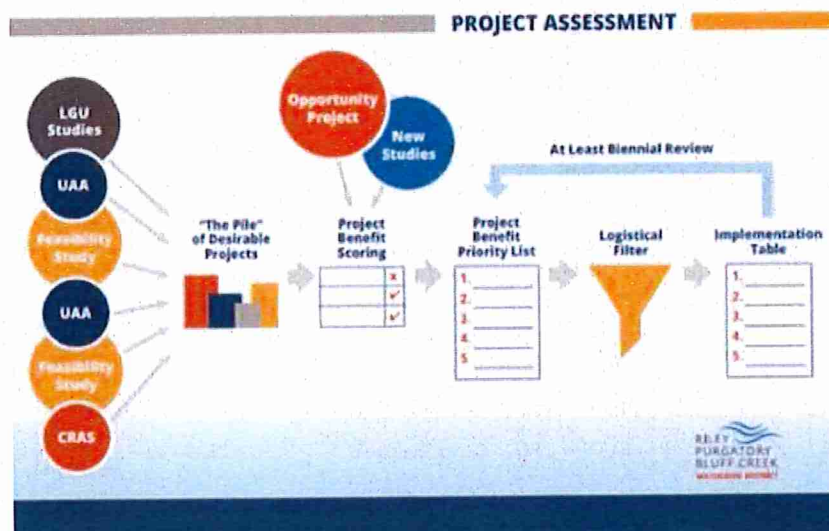 PROJECT ASSESSMENT
LGU
Studies
UAA
Feasibility
Study
UAA
Feasibility
Study
CRAS
Opportunity
Project
New
Studies
"The Pile"
of Desirable
Projects
Project
Benefit
Scoring
x
✓
✓
At Least Biennial Review
Project
Benefit
Priority List
1.
2.
3.
4.
5.
Logistical
Filter
Implementation
Table
1.
2.
3.
4.
5.
RILEY
PURGATORY
BLUFF CREEK
WATERSHED DISTRICT